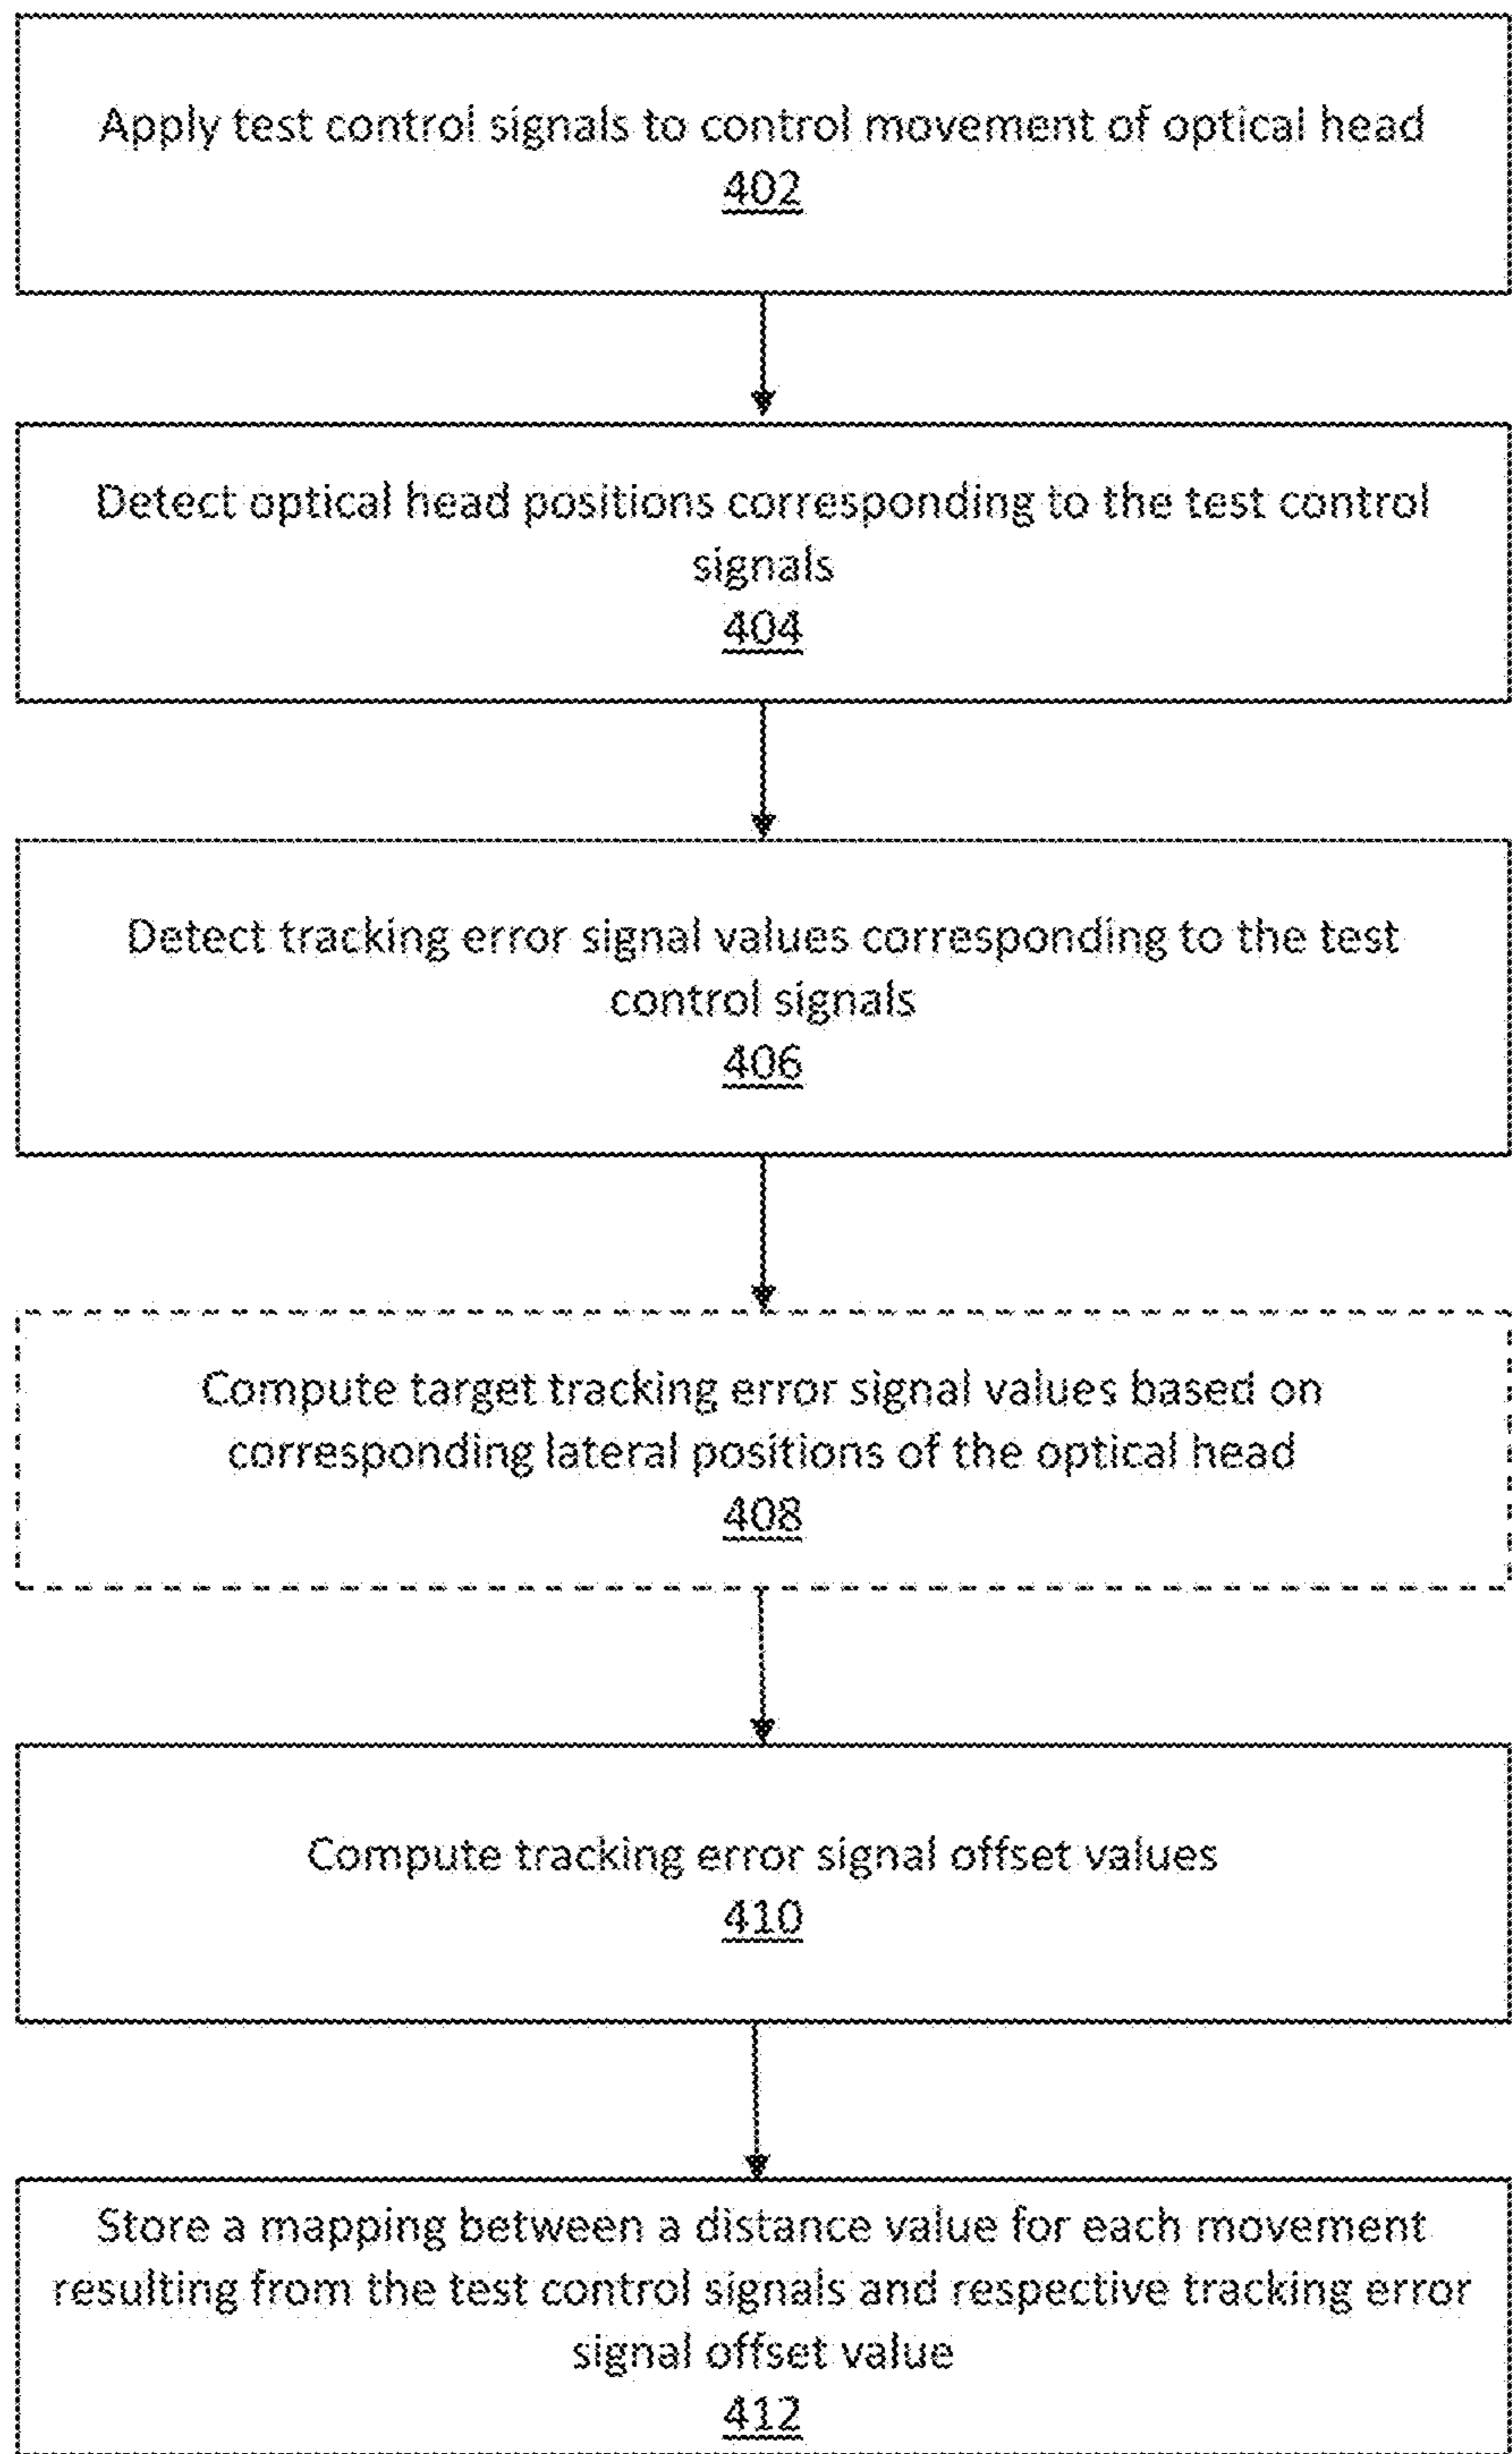 Apply test control signals to control movement of optical head
402
Detect optical head positions corresponding to the test control
signals
404
Detect tracking error signal values corresponding to the test
control signals
406
Compute target tracking error signal values based on
corresponding lateral positions of the optical head
408
Compute tracking error signal offset values
410
Store a mapping between a distance value for each movement
resulting from the test control signals and respective tracking error
signal offset value
412